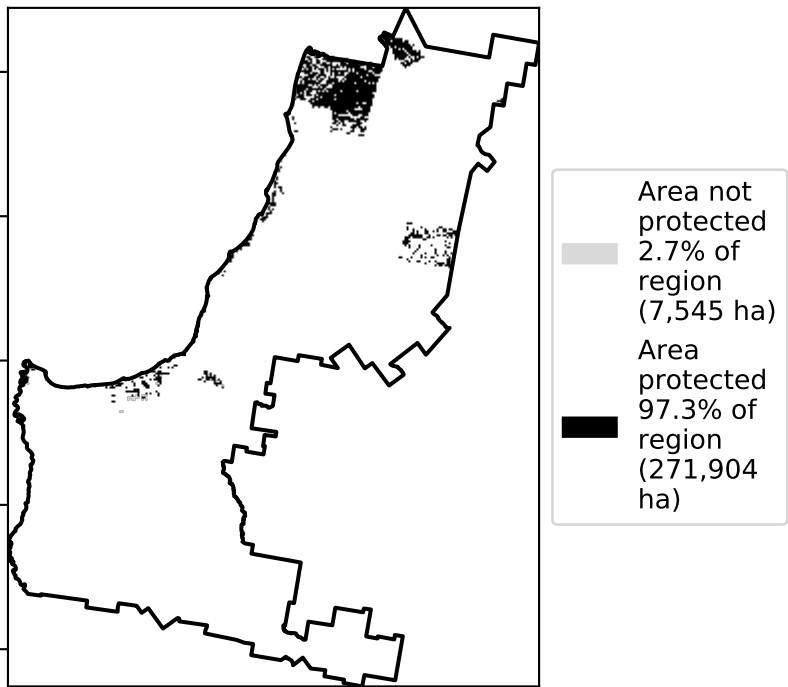 Area not
protected
2.7% of
region
(7,545 ha)
Area
protected
97.3% of
region
(271,904
ha)